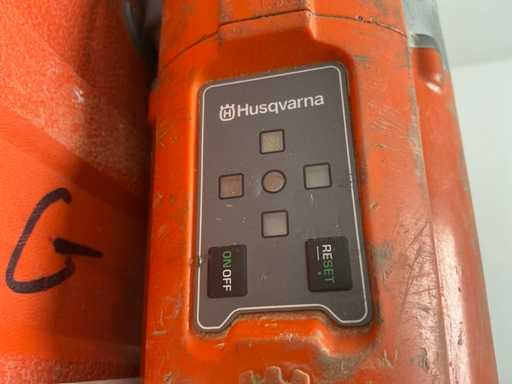 Husqvarna
G
ON OFF
RESET